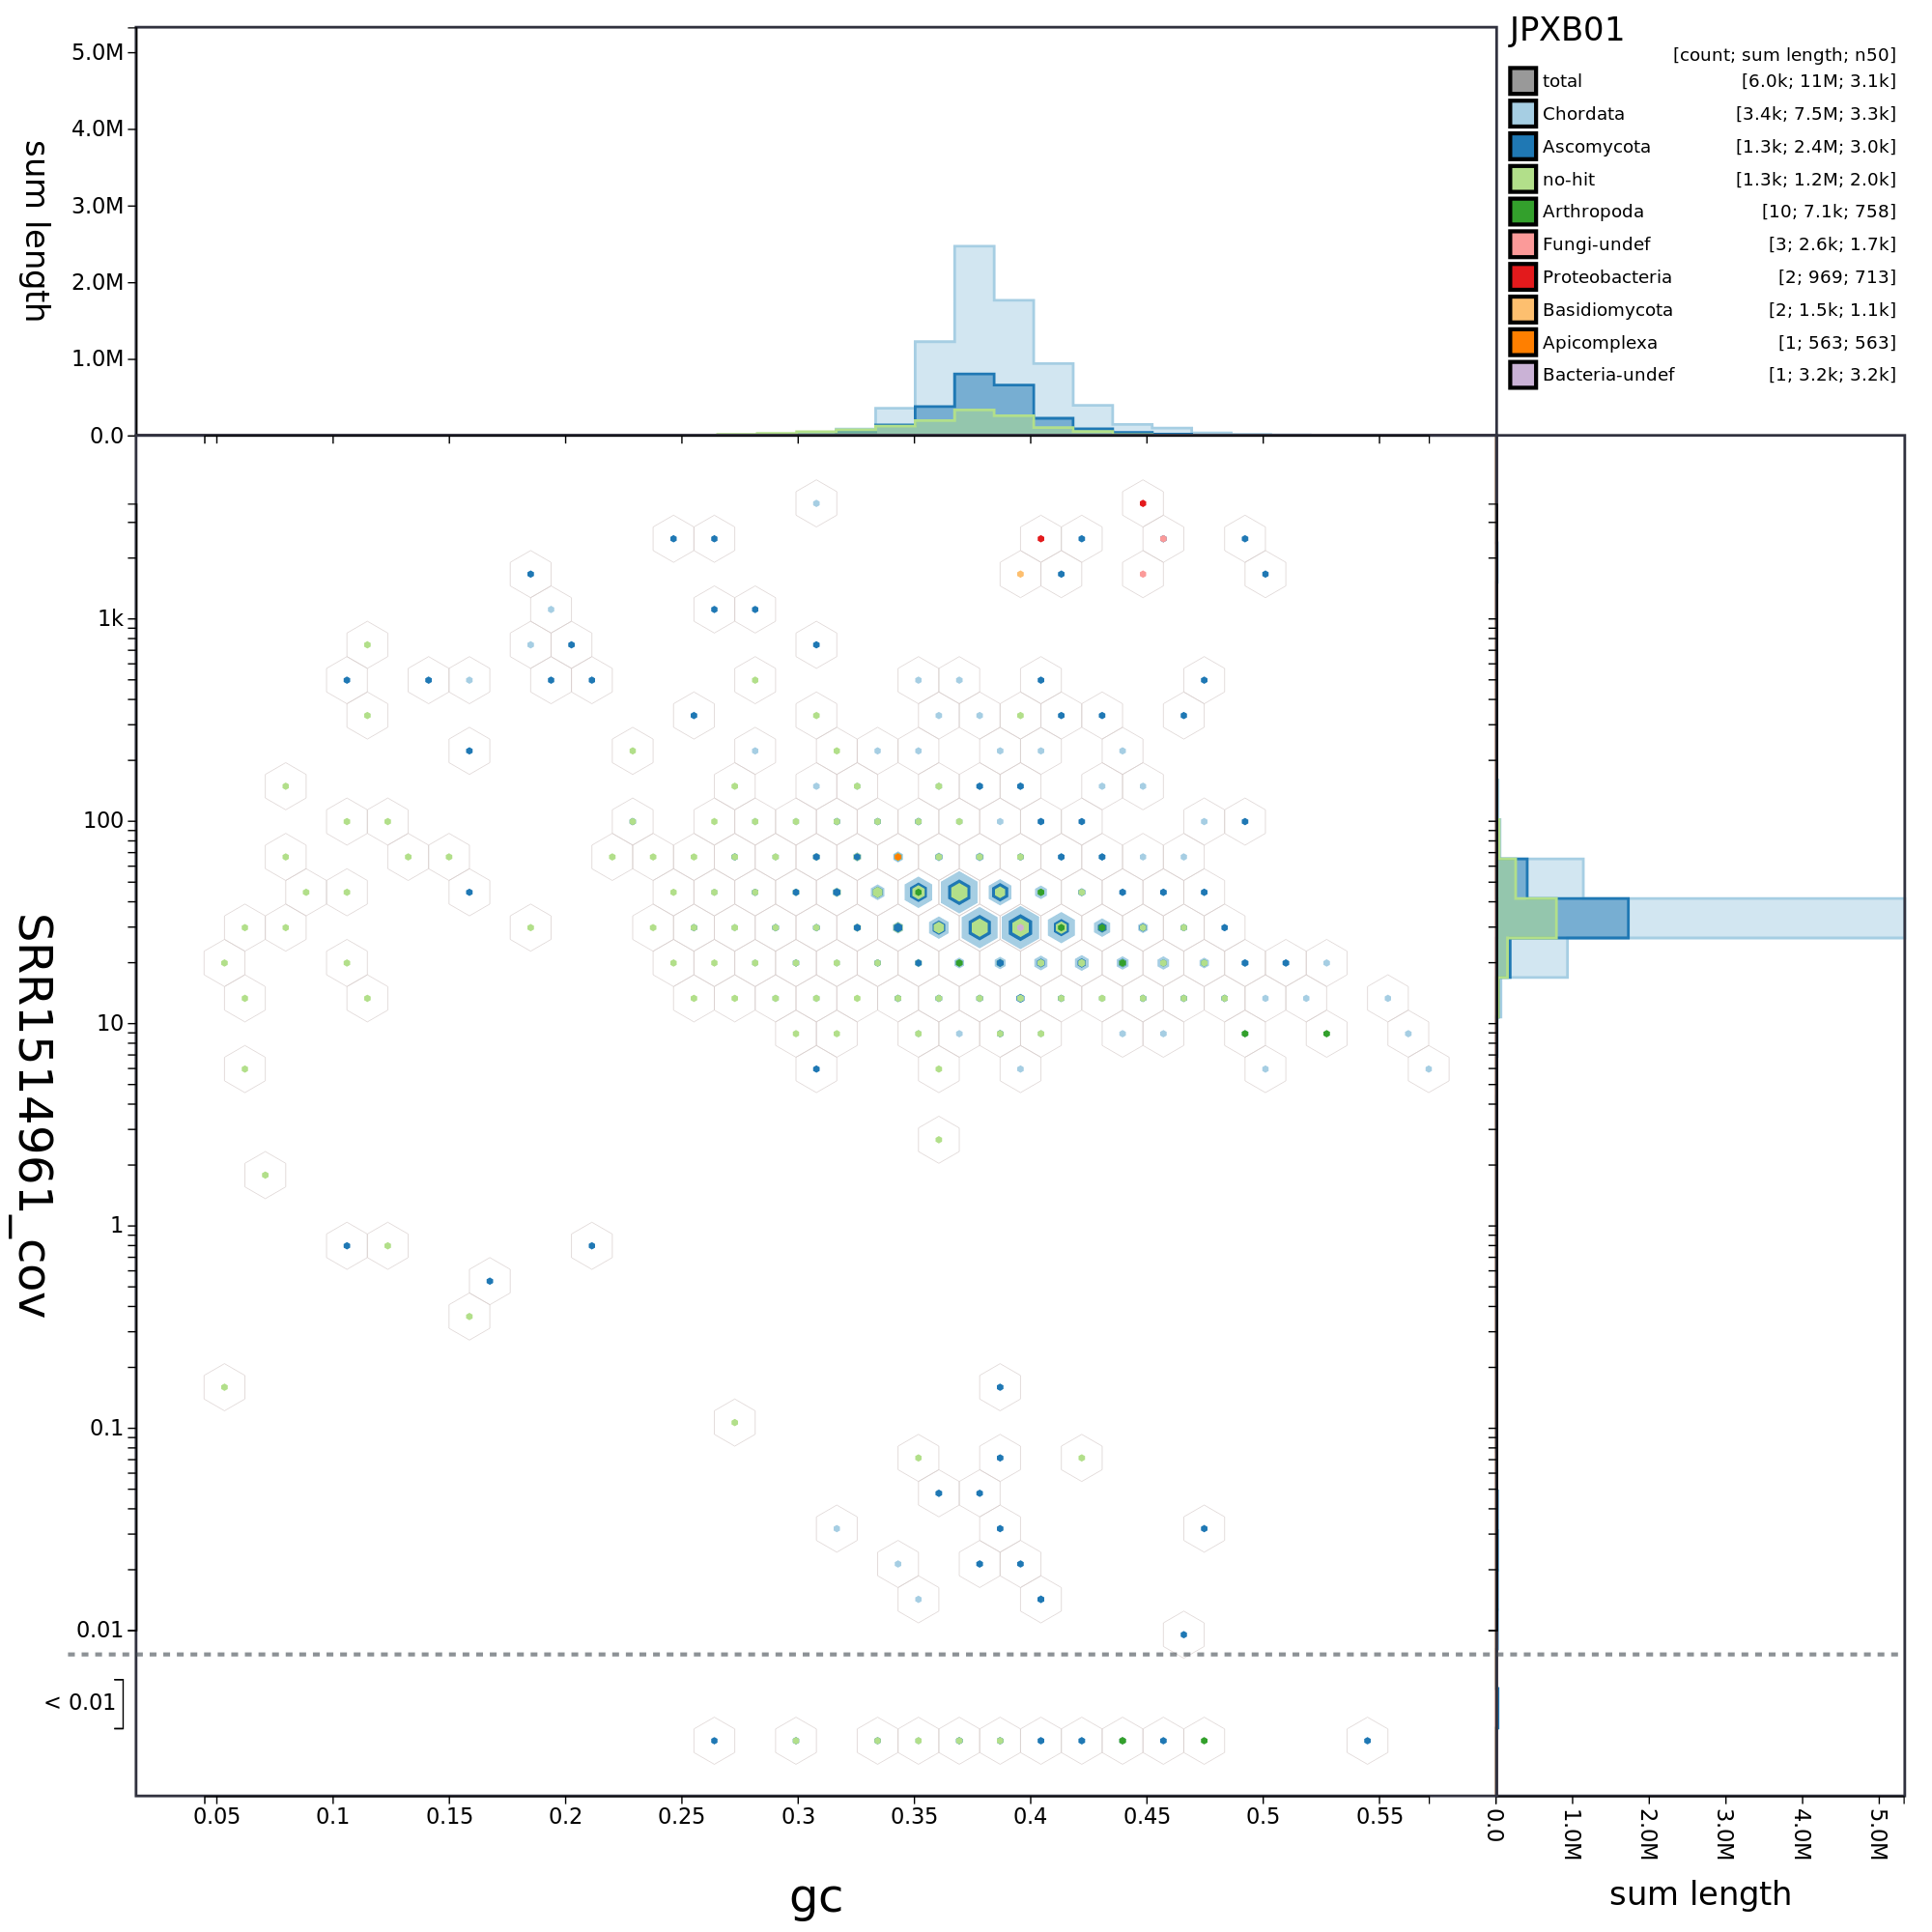 JPXB01
[count; sum length; n50]
total [6.0k; 11M; 3.1k]
Chordata [3.4k; 7.5M; 3.3k]
Ascomycota [1.3k; 2.4M; 3.0k]
no-hit [1.3k; 1.2M; 2.0k]
Arthropoda [10; 7.1k; 758]
Fungi-undef [3; 2.6k; 1.7k]
Proteobacteria [2; 969; 713]
Basidiomycota [2; 1.5k; 1.1k]
Apicomplexa [1; 563; 563]
Bacteria-undef [1; 3.2k; 3.2k]
sum length
5.0M
4.0M
3.0M
2.0M
1.0M
0.0
SRR1514961_cov
1k
100
10
1
0.1
0.01
< 0.01
0.05 0.1 0.15 0.2 0.25 0.3 0.35 0.4 0.45 0.5 0.55
gc
0.0 1.0M 2.0M 3.0M 4.0M 5.0M
sum length